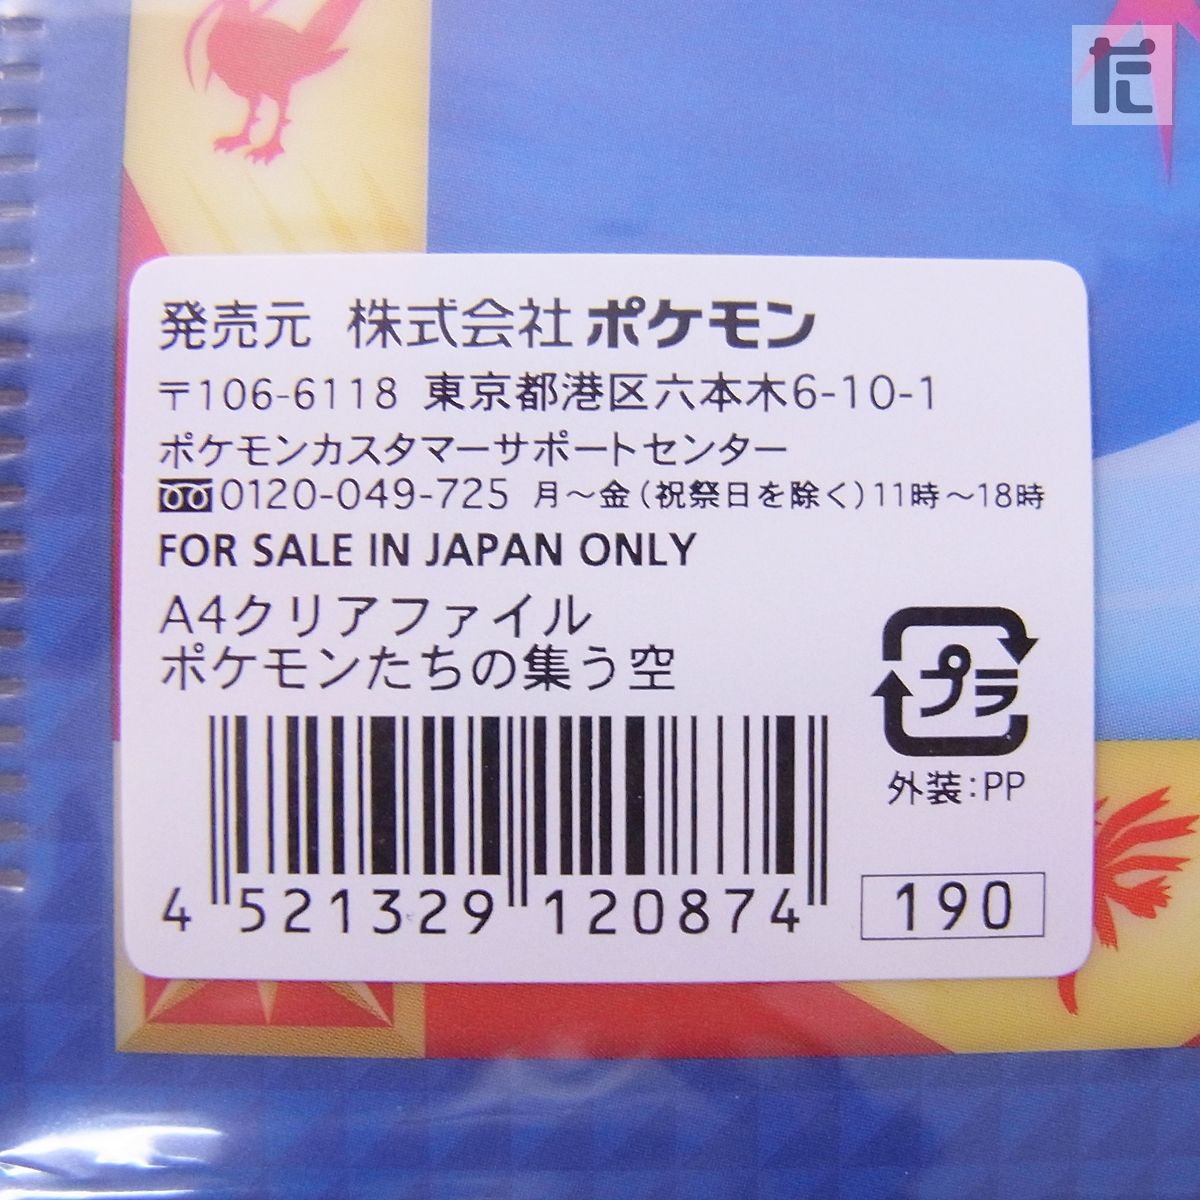 発売元 株式会社ポケモン
〒106-6118 東京都港区六本木6-10-1
ポケモンカスタマーサポートセンター
0120-049-725 月〜金(祝祭日を除く)11時〜18時
FOR SALE IN JAPAN ONLY
A4クリアファイル
ポケモンたちの集う空
プラ
外装:PP
4 521329 120874
190